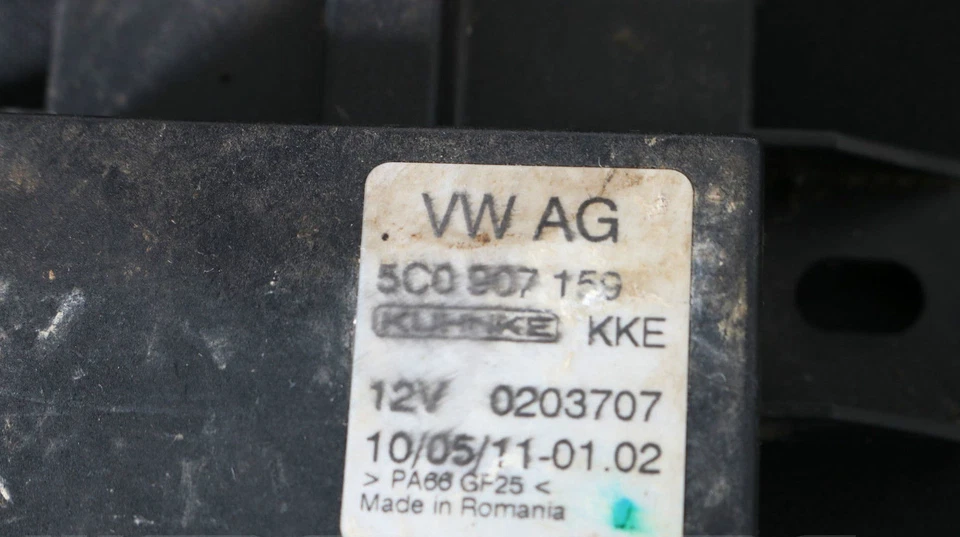 VW AG
5C0 907 159
KUHNKE KKE
12V 0203707
10/05/11-01.02
> PA66 GF25 <
Made in Romania